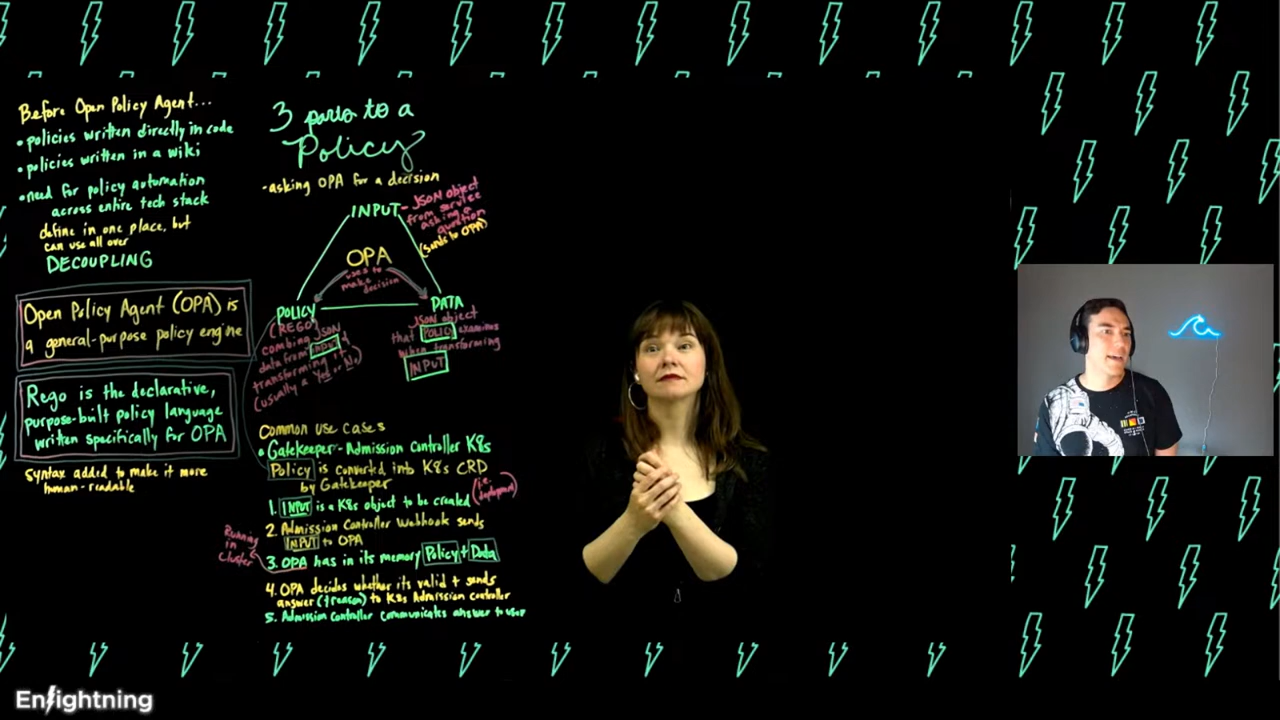 Before Open Policy Agent...
• policies written directly in code
• policies written in a wiki
• need for policy automation
across entire tech stack
define in one place, but
can use all over
DECOUPLING
Open Policy Agent (OPA) is
a general-purpose policy engine
Rego is the declarative,
purpose-built policy language
written specifically for OPA
syntax added to make it more
human-readable
3 parts to a
Policy
- asking OPA for a decision
INPUT - JSON object
from service
asking a
question
(sends to OPA)
OPA
uses to
make
decision
POLICY
(REGO)
combining JSON
data from INPUT +
transforming it
(usually a Yes or No)
DATA
JSON object
that POLICY examines
when transforming
INPUT
Common use cases
• Gatekeeper - Admission Controller K8s
Policy is converted into K8s CRD
by Gatekeeper
1. INPUT is a K8s object to be created (i.e. deployment)
2. Admission Controller Webhook sends
INPUT to OPA
Running
in
Cluster
3. OPA has in its memory Policy + Data
4. OPA decides whether its valid + sends
answer (+reason) to K8s Admission Controller
5. Admission Controller communicates answer to user
Enlightning